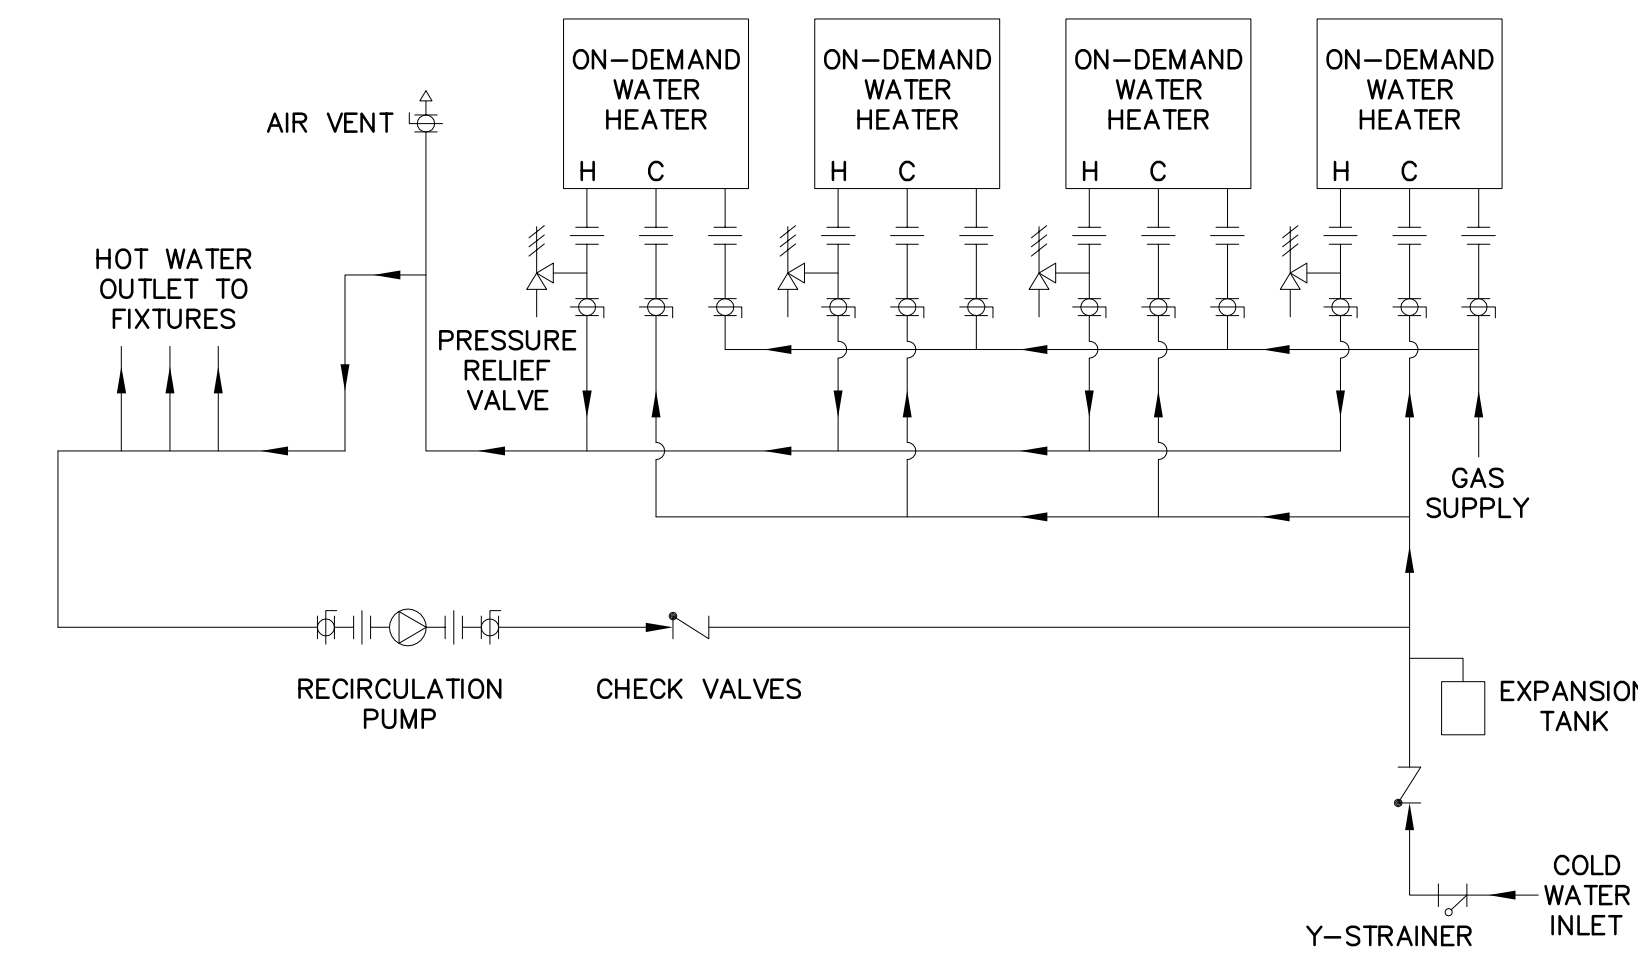 ON-DEMAND
WATER
HEATER
H C
ON-DEMAND
WATER
HEATER
H C
ON-DEMAND
WATER
HEATER
H C
ON-DEMAND
WATER
HEATER
H C
AIR VENT
HOT WATER
OUTLET TO
FIXTURES
PRESSURE
RELIEF
VALVE
GAS
SUPPLY
RECIRCULATION
PUMP
CHECK VALVES
EXPANSION
TANK
COLD
WATER
INLET
Y-STRAINER